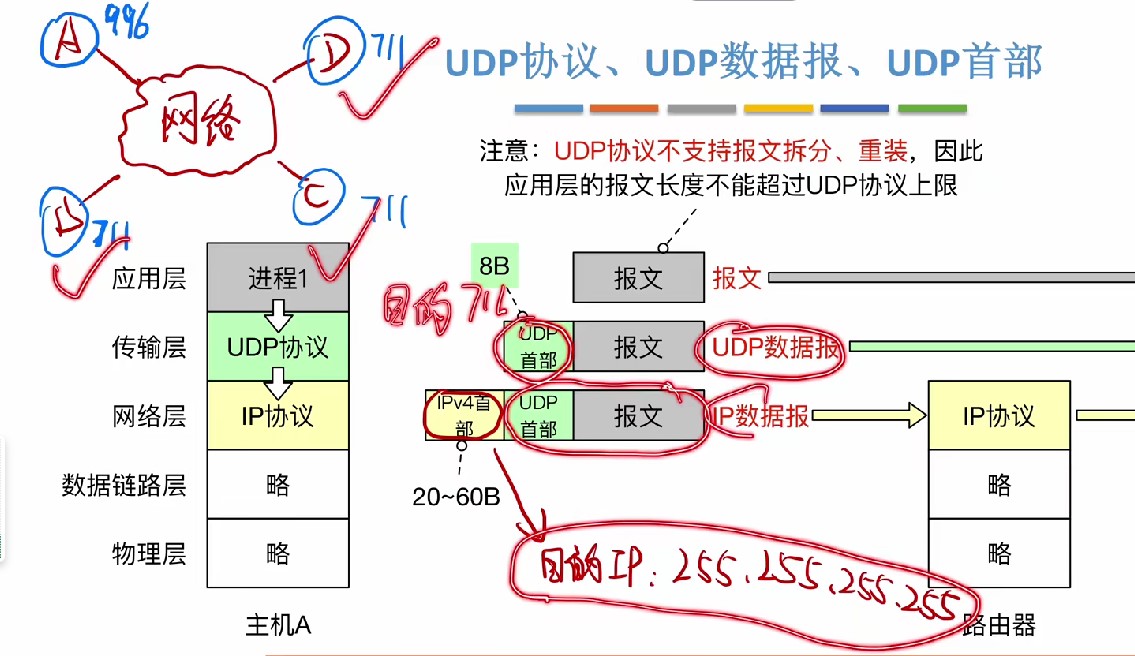 A 996
D 711
网络
B 711
C 711
UDP协议、UDP数据报、UDP首部
注意：UDP协议不支持报文拆分、重装，因此
应用层的报文长度不能超过UDP协议上限
应用层 进程1 8B 报文 报文
目的 711
传输层 UDP协议 UDP首部 报文 UDP数据报
网络层 IP协议 IPv4首部 UDP首部 报文 IP数据报 IP协议
20~60B
数据链路层 略 略
目的IP: 255.255.255.255
物理层 略 略
主机A 路由器